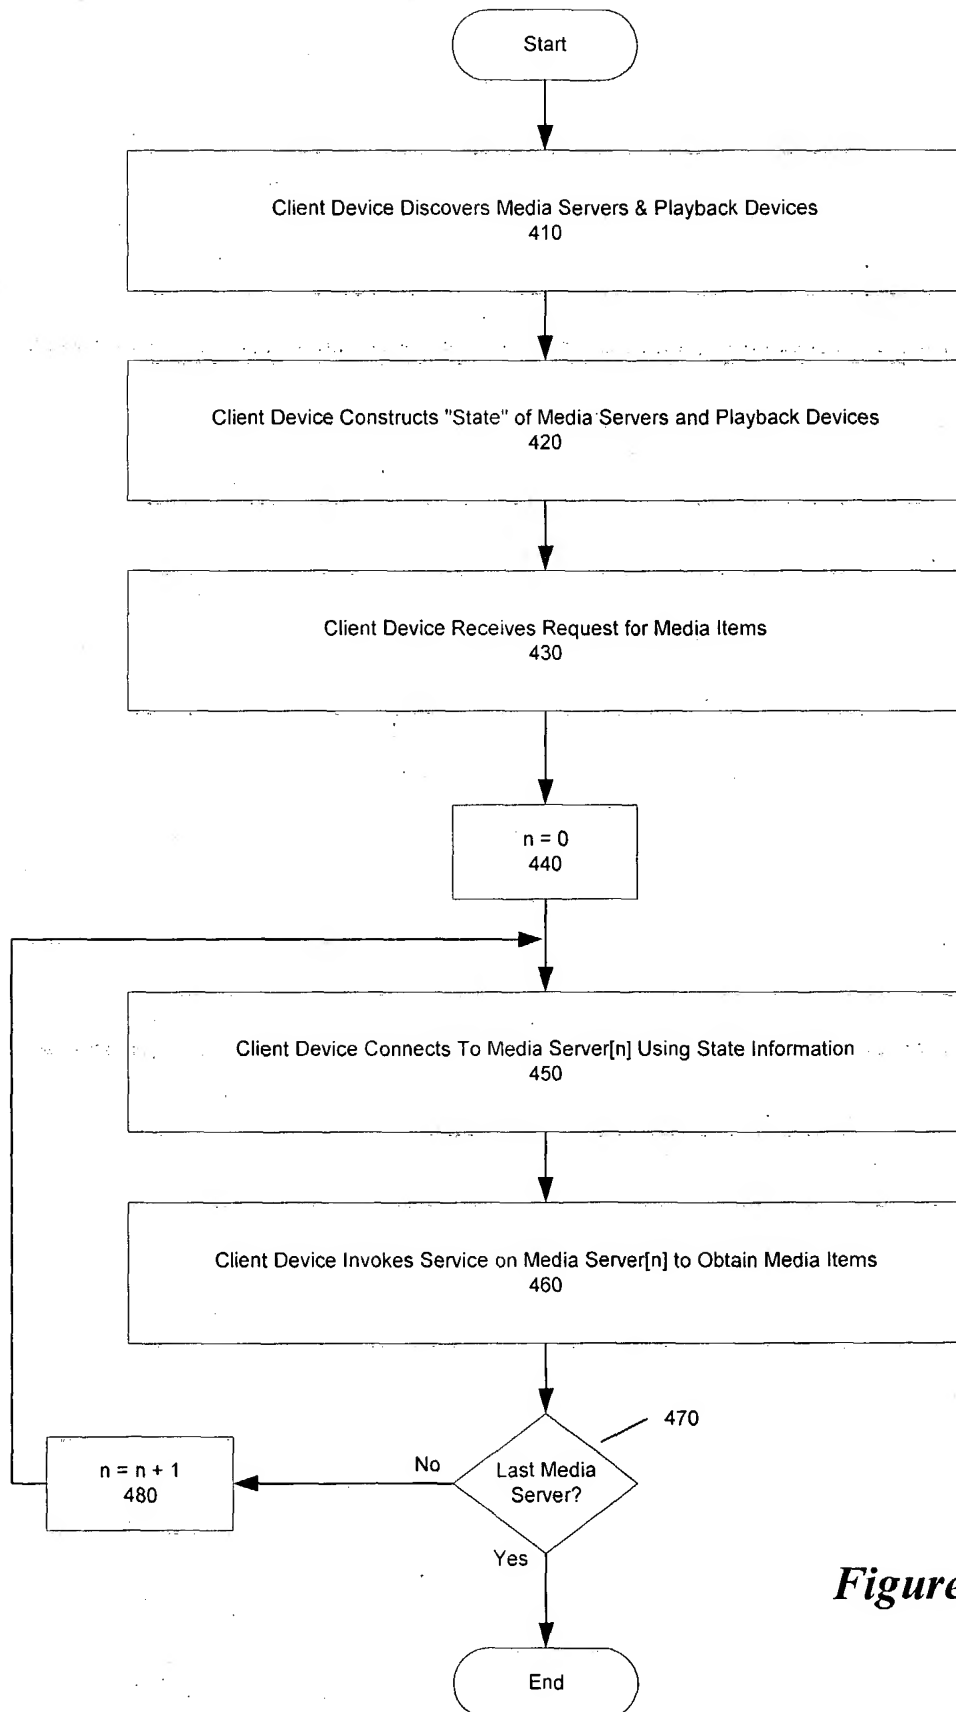 Start
Client Device Discovers Media Servers & Playback Devices
410
Client Device Constructs "State" of Media Servers and Playback Devices
420
Client Device Receives Request for Media Items
430
n = 0
440
Client Device Connects To Media Server[n] Using State Information
450
Client Device Invokes Service on Media Server[n] to Obtain Media Items
460
470
Last Media
Server?
No
n = n + 1
480
Yes
Figure
End